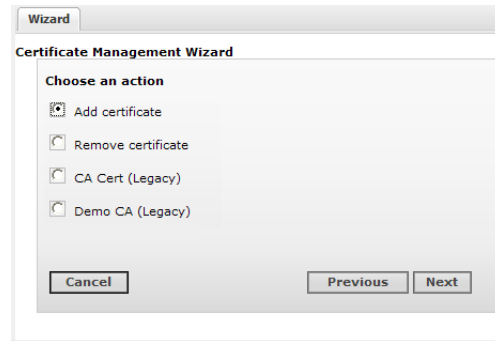 Wizard
Certificate Management Wizard
Choose an action
Add certificate
Remove certificate
CA Cert (Legacy)
Demo CA (Legacy)
Cancel Previous Next